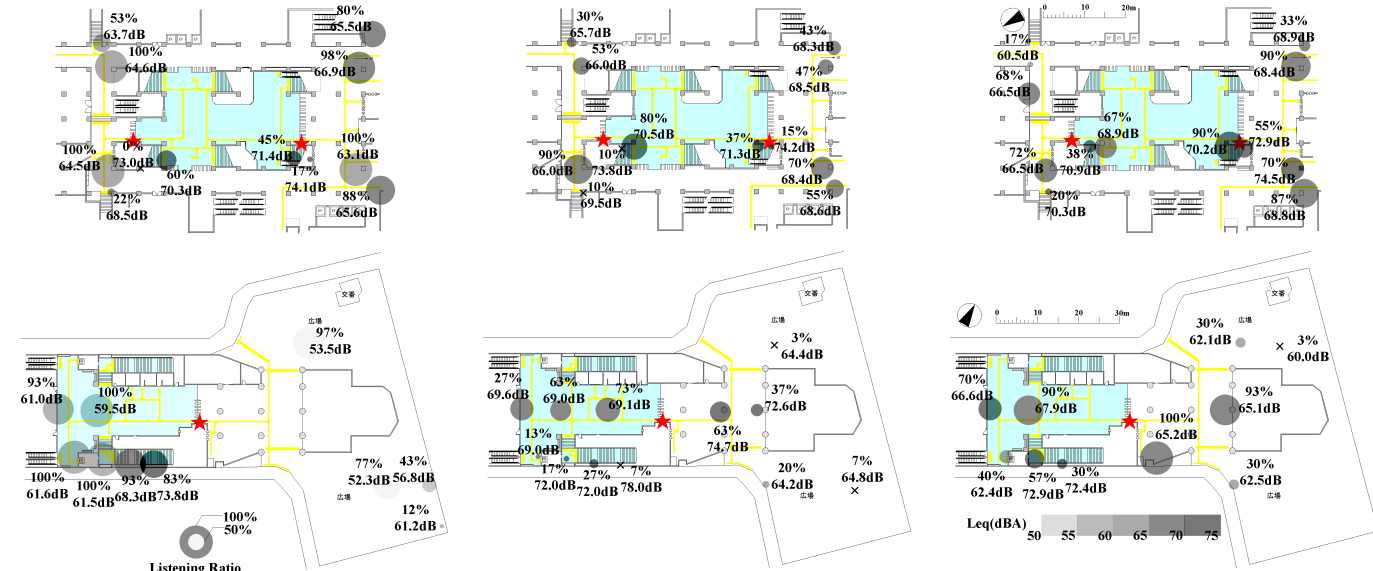 53%
63.7dB
80%
65.5dB
100%
64.6dB
98%
66.9dB
0%
73.0dB
45%
71.4dB
100%
63.1dB
100%
64.5dB
60%
70.3dB
17%
74.1dB
22%
68.5dB
88%
65.6dB
30%
65.7dB
43%
68.3dB
53%
66.0dB
47%
68.5dB
80%
70.5dB
37%
71.3dB
15%
74.2dB
10%
73.8dB
90%
66.0dB
70%
68.4dB
10%
69.5dB
55%
68.6dB
0 10 20m
17%
60.5dB
33%
68.9dB
90%
68.4dB
68%
66.5dB
67%
68.9dB
90%
70.2dB
55%
72.9dB
38%
70.9dB
72%
66.5dB
70%
74.5dB
20%
70.3dB
87%
68.8dB
交番
広場
97%
53.5dB
93%
61.0dB
100%
59.5dB
77%
52.3dB
43%
56.8dB
100%
61.6dB
100%
61.5dB
93%
68.3dB
83%
73.8dB
広場
12%
61.2dB
100%
50%
Listening Ratio
交番
広場
3%
64.4dB
27%
69.6dB
63%
69.0dB
73%
69.1dB
37%
72.6dB
63%
74.7dB
13%
69.0dB
17%
72.0dB
27%
72.0dB
7%
78.0dB
20%
64.2dB
7%
64.8dB
広場
0 10 20 30m
交番
広場
30%
62.1dB
3%
60.0dB
70%
66.6dB
90%
67.9dB
93%
65.1dB
100%
65.2dB
40%
62.4dB
57%
72.9dB
30%
72.4dB
30%
62.5dB
広場
Leq(dBA)
50 55 60 65 70 75